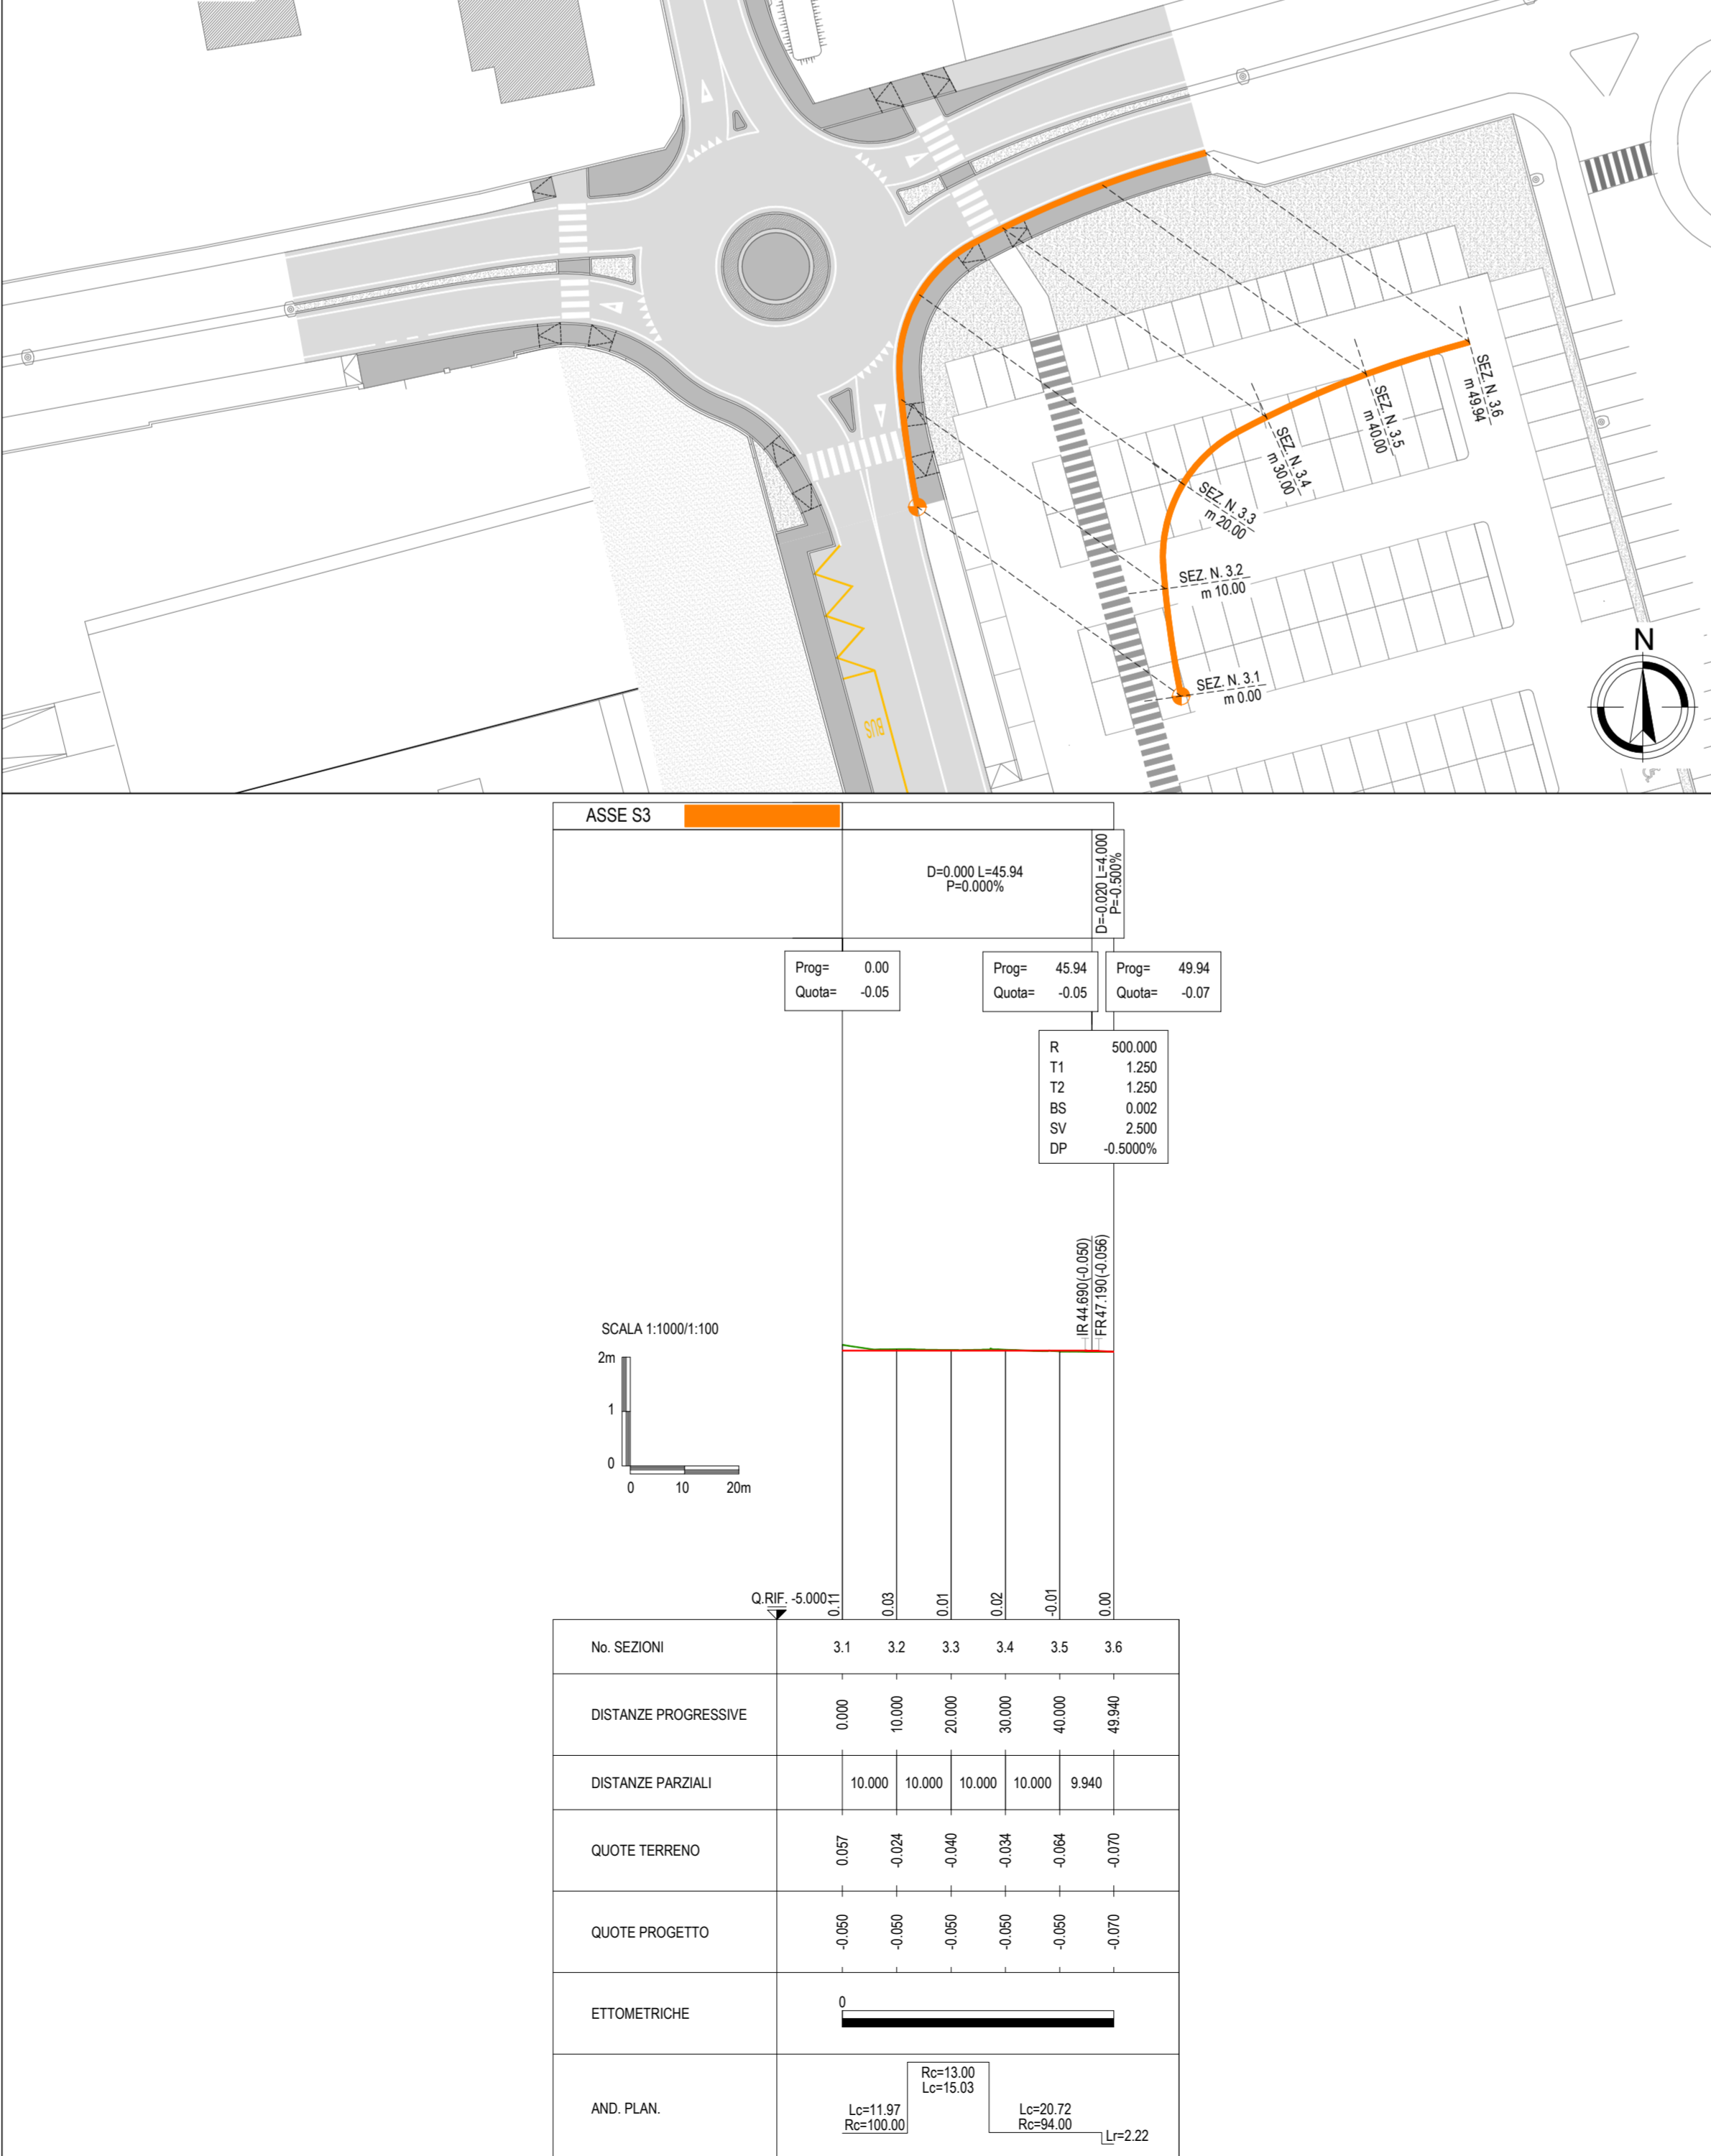 SEZ. N. 3.6
m 49.94
SEZ. N. 3.5
m 40.00
SEZ. N. 3.4
m 30.00
SEZ. N. 3.3
m 20.00
SEZ. N. 3.2
m 10.00
SEZ. N. 3.1
m 0.00
N
BUS
ASSE S3
D=0.000 L=45.94
P=0.000%
D=-0.020 L=4.000
P=-0.500%
Prog= 0.00
Quota= -0.05
Prog= 45.94
Quota= -0.05
Prog= 49.94
Quota= -0.07
R 500.000
T1 1.250
T2 1.250
BS 0.002
SV 2.500
DP -0.5000%
IR 44.690(-0.050)
FR 47.190(-0.056)
SCALA 1:1000/1:100
2m
1
0
0 10 20m
Q.RIF. -5.000
0.11 0.03 0.01 0.02 -0.01 0.00
No. SEZIONI 3.1 3.2 3.3 3.4 3.5 3.6
DISTANZE PROGRESSIVE 0.000 10.000 20.000 30.000 40.000 49.940
DISTANZE PARZIALI 10.000 10.000 10.000 10.000 9.940
QUOTE TERRENO 0.057 -0.024 -0.040 -0.034 -0.064 -0.070
QUOTE PROGETTO -0.050 -0.050 -0.050 -0.050 -0.050 -0.070
ETTOMETRICHE 0
AND. PLAN.
Lc=11.97
Rc=100.00
Rc=13.00
Lc=15.03
Lc=20.72
Rc=94.00
Lr=2.22